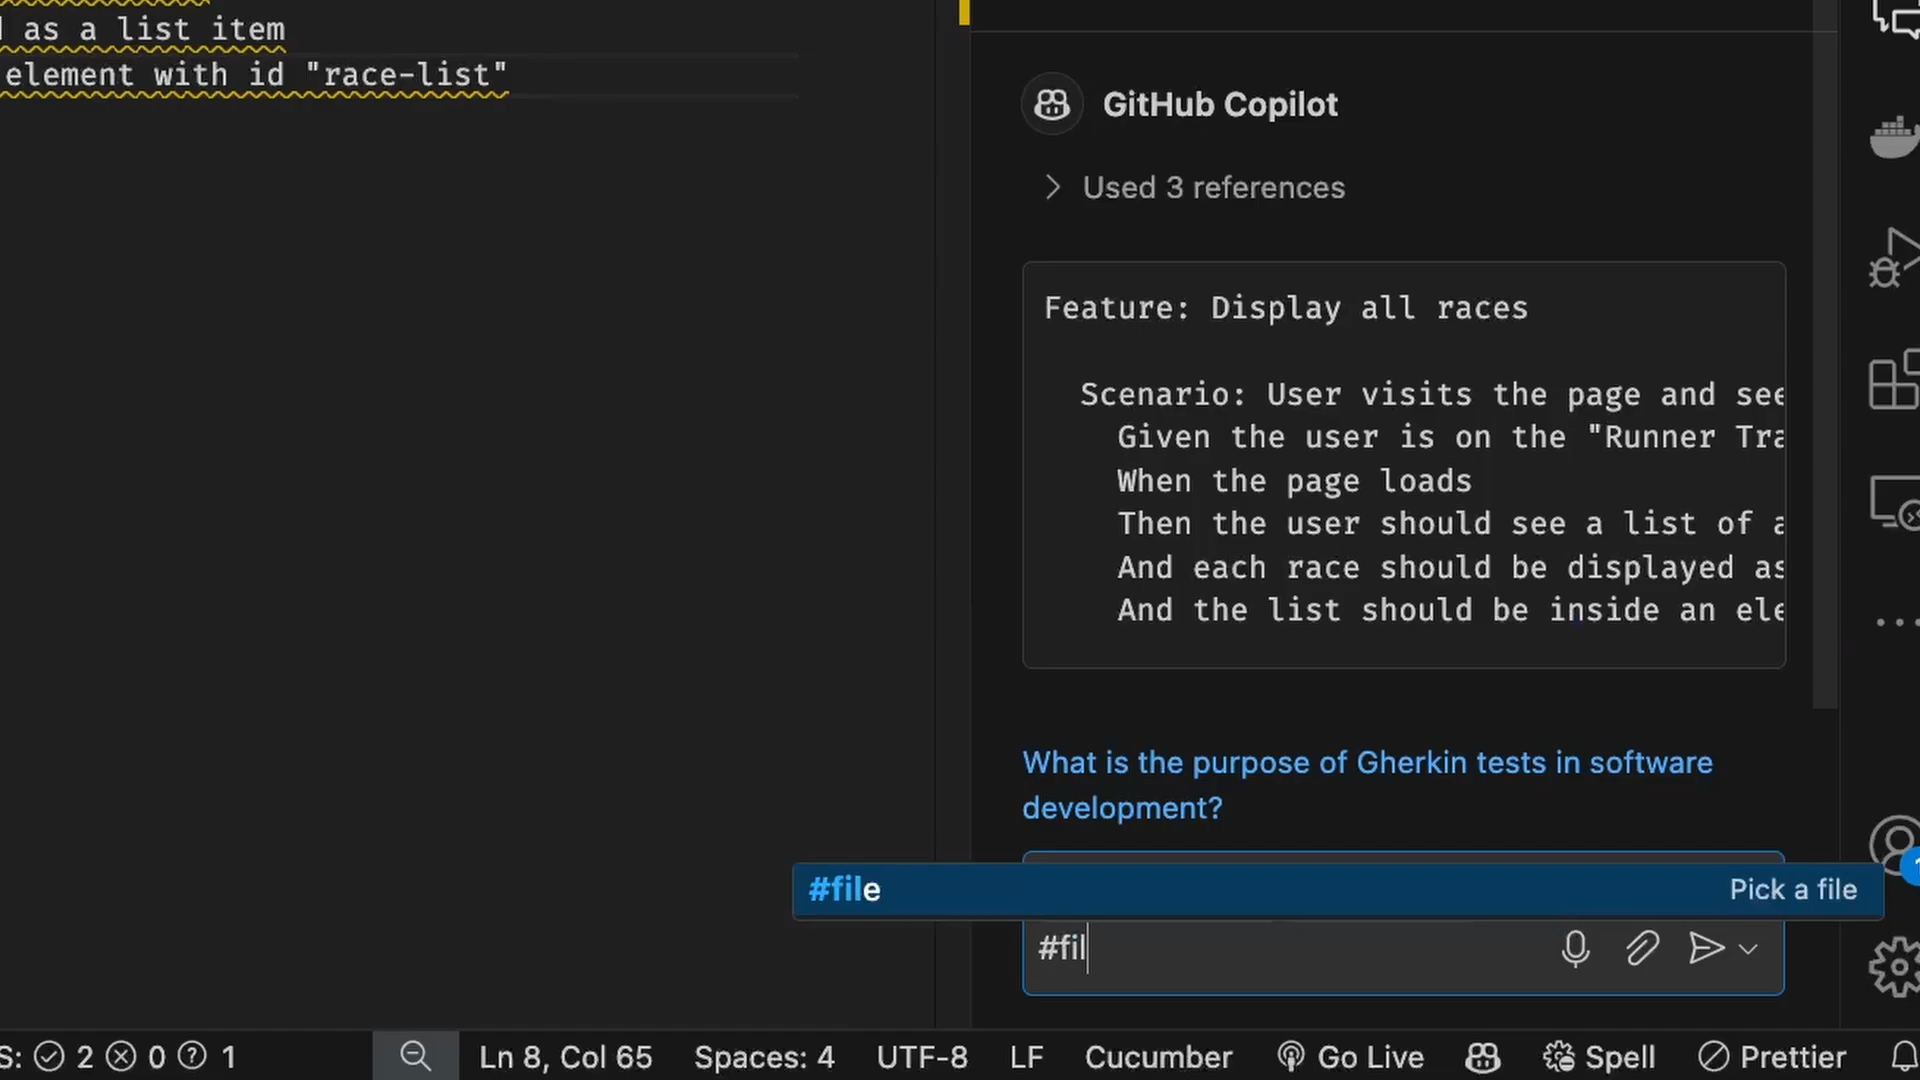 as a list item
element with id "race-list"
GitHub Copilot
Used 3 references
Feature: Display all races
Scenario: User visits the page and see
Given the user is on the "Runner Tra
When the page loads
Then the user should see a list of a
And each race should be displayed as
And the list should be inside an ele
What is the purpose of Gherkin tests in software
development?
#file Pick a file
#fil
S: 2 0 1 Ln 8, Col 65 Spaces: 4 UTF-8 LF Cucumber Go Live Spell Prettier